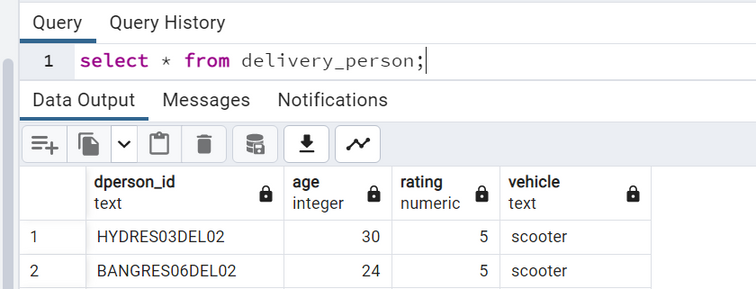 Query Query History
1 select * from delivery_person;
Data Output Messages Notifications
dperson_id age rating vehicle
text integer numeric text
1 HYDRES03DEL02 30 5 scooter
2 BANGRES06DEL02 24 5 scooter